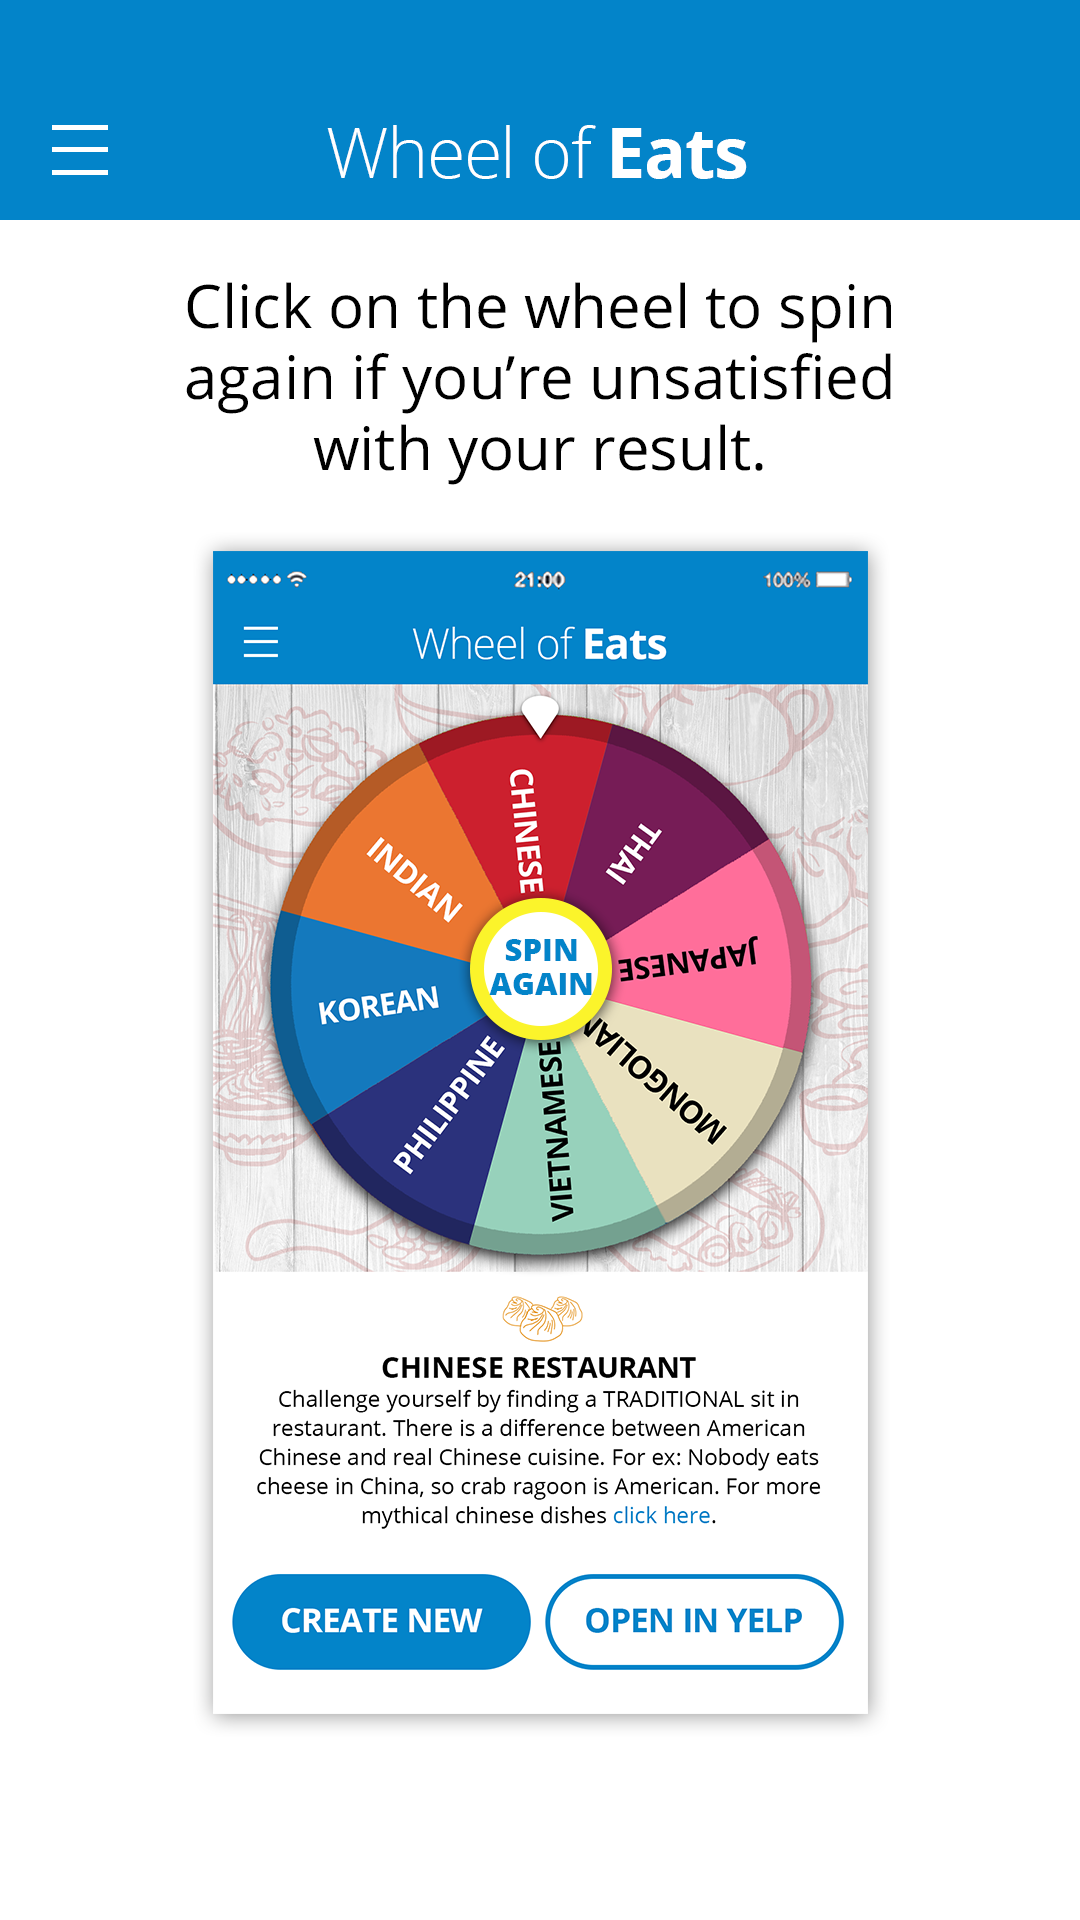 Wheel of Eats
Click on the wheel to spin
again if you’re unsatisfied
with your result.
21:00
100%
Wheel of Eats
CHINESE
THAI
JAPANESE
MONGOLIAN
VIETNAMESE
PHILIPPINE
KOREAN
INDIAN
SPIN
AGAIN
CHINESE RESTAURANT
Challenge yourself by finding a TRADITIONAL sit in
restaurant. There is a difference between American
Chinese and real Chinese cuisine. For ex: Nobody eats
cheese in China, so crab ragoon is American. For more
mythical chinese dishes click here.
CREATE NEW
OPEN IN YELP